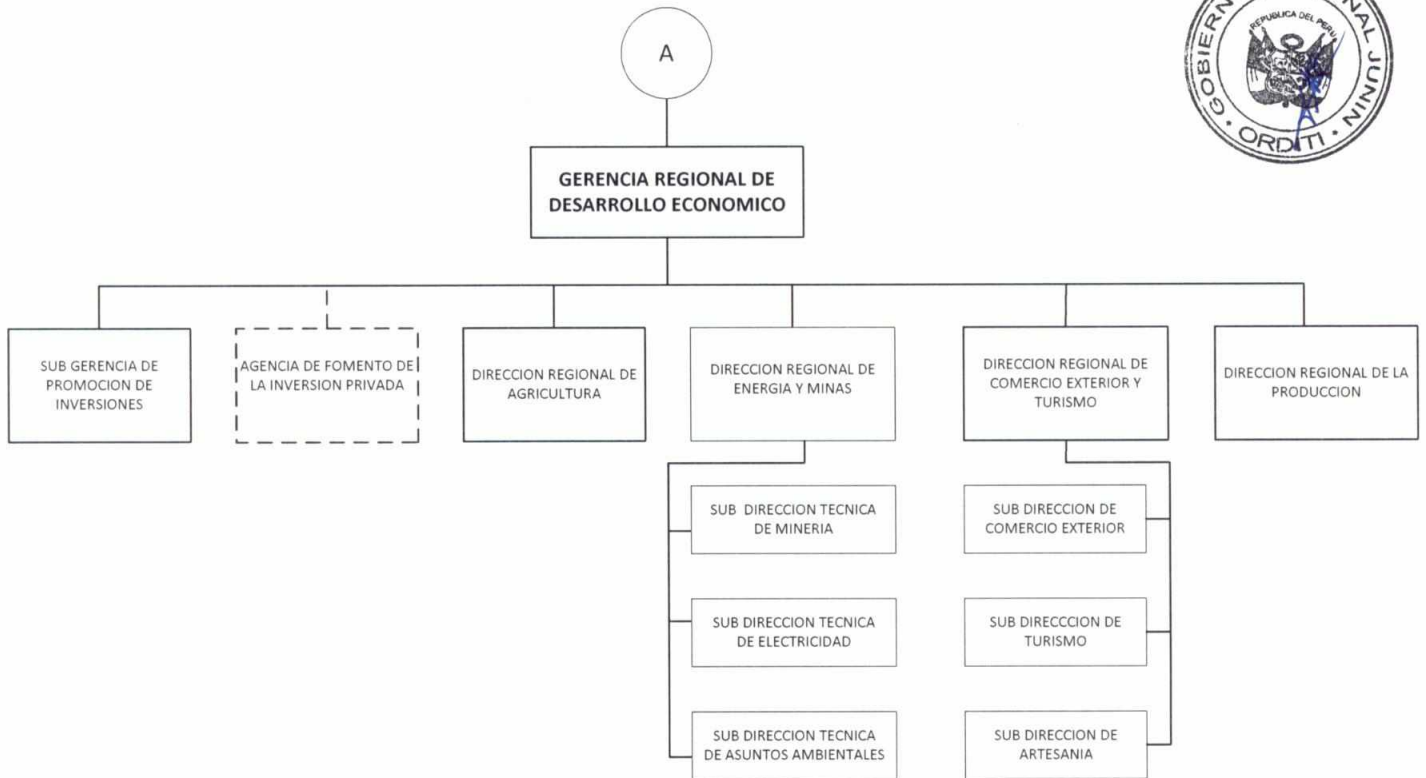 A
GOBIERN
NAL JUNIN
REPUBLICA DEL PERU
ORDITI
GERENCIA REGIONAL DE
DESARROLLO ECONOMICO
SUB GERENCIA DE
PROMOCION DE
INVERSIONES
AGENCIA DE FOMENTO DE
LA INVERSION PRIVADA
DIRECCION REGIONAL DE
AGRICULTURA
DIRECCION REGIONAL DE
ENERGIA Y MINAS
DIRECCION REGIONAL DE
COMERCIO EXTERIOR Y
TURISMO
DIRECCION REGIONAL DE LA
PRODUCCION
SUB DIRECCION TECNICA
DE MINERIA
SUB DIRECCION DE
COMERCIO EXTERIOR
SUB DIRECCION TECNICA
DE ELECTRICIDAD
SUB DIRECCCION DE
TURISMO
SUB DIRECCION TECNICA
DE ASUNTOS AMBIENTALES
SUB DIRECCION DE
ARTESANIA